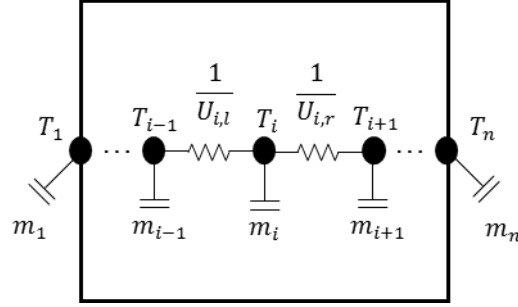 1/U_{i,l} 1/U_{i,r}
T_1 ... T_{i-1} T_i T_{i+1} ... T_n
m_1 m_{i-1} m_i m_{i+1} m_n